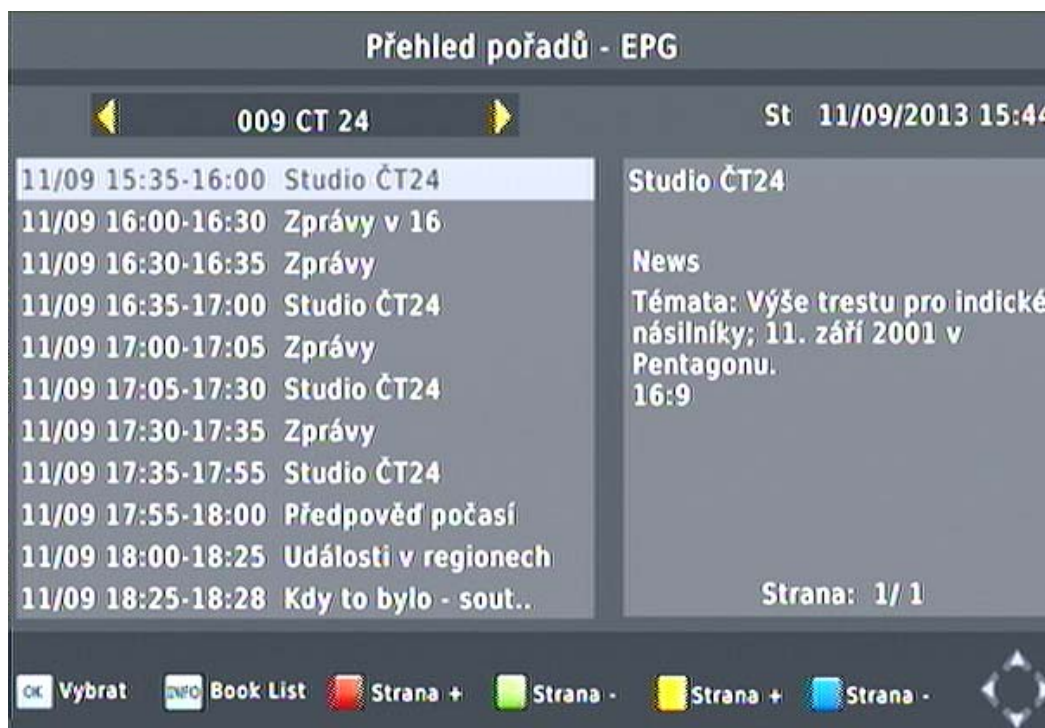 Přehled pořadů - EPG
009 CT 24
St 11/09/2013 15:44
11/09 15:35-16:00 Studio ČT24
11/09 16:00-16:30 Zprávy v 16
11/09 16:30-16:35 Zprávy
11/09 16:35-17:00 Studio ČT24
11/09 17:00-17:05 Zprávy
11/09 17:05-17:30 Studio ČT24
11/09 17:30-17:35 Zprávy
11/09 17:35-17:55 Studio ČT24
11/09 17:55-18:00 Předpověď počasí
11/09 18:00-18:25 Události v regionech
11/09 18:25-18:28 Kdy to bylo - sout..
Studio ČT24
News
Témata: Výše trestu pro indické
násilníky; 11. září 2001 v
Pentagonu.
16:9
Strana: 1/ 1
OK Vybrat INFO Book List Strana + Strana - Strana + Strana -